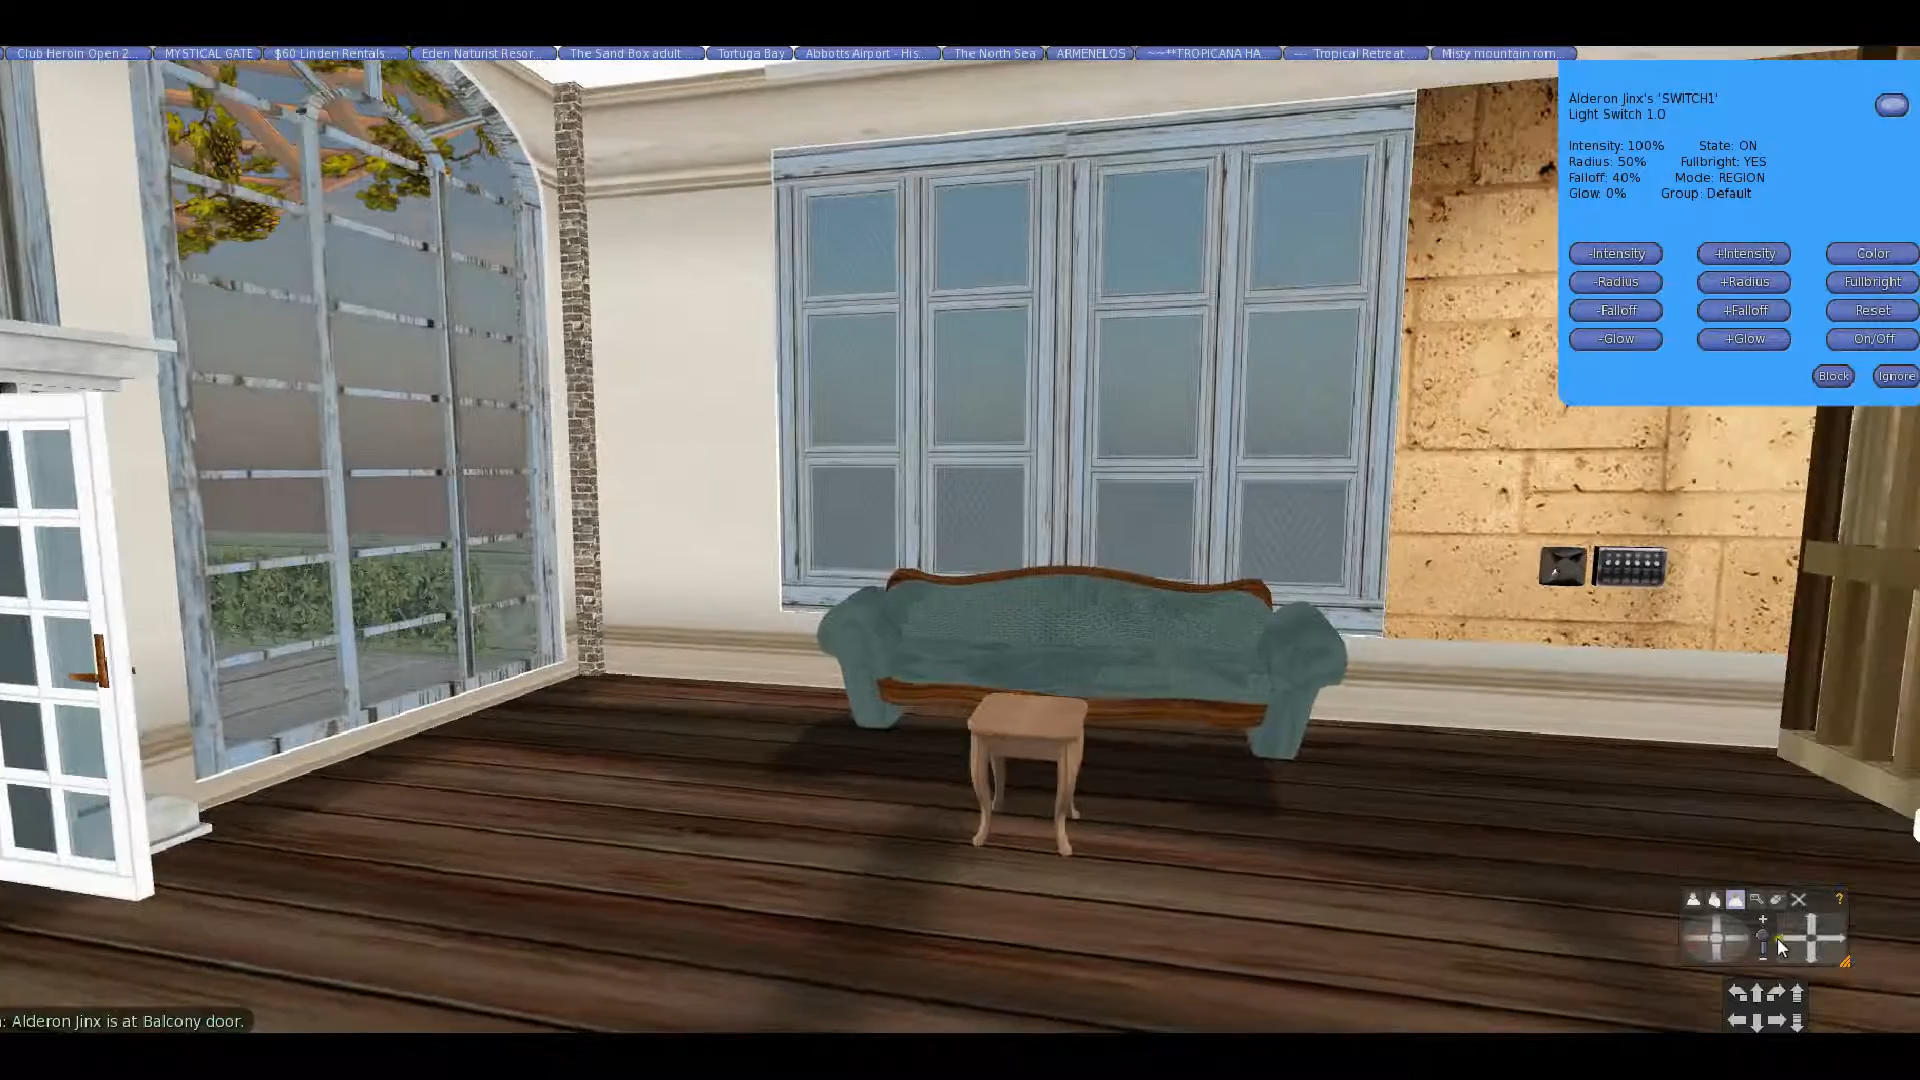 Club Heroin Open 2...
MYSTICAL GATE
$60 Linden Rentals ...
Eden Naturist Resor...
The Sand Box adult ...
Tortuga Bay
Abbotts Airport - His...
The North Sea
ARMENELOS
~~**TROPICANA HA...
--- Tropical Retreat ...
Misty mountain rom...
Alderon Jinx's 'SWITCH1'
Light Switch 1.0
Intensity: 100% State: ON
Radius: 50% Fullbright: YES
Falloff: 40% Mode: REGION
Glow: 0% Group: Default
-Intensity +Intensity Color
-Radius +Radius Fullbright
-Falloff +Falloff Reset
-Glow +Glow On/Off
Block Ignore
?
: Alderon Jinx is at Balcony door.